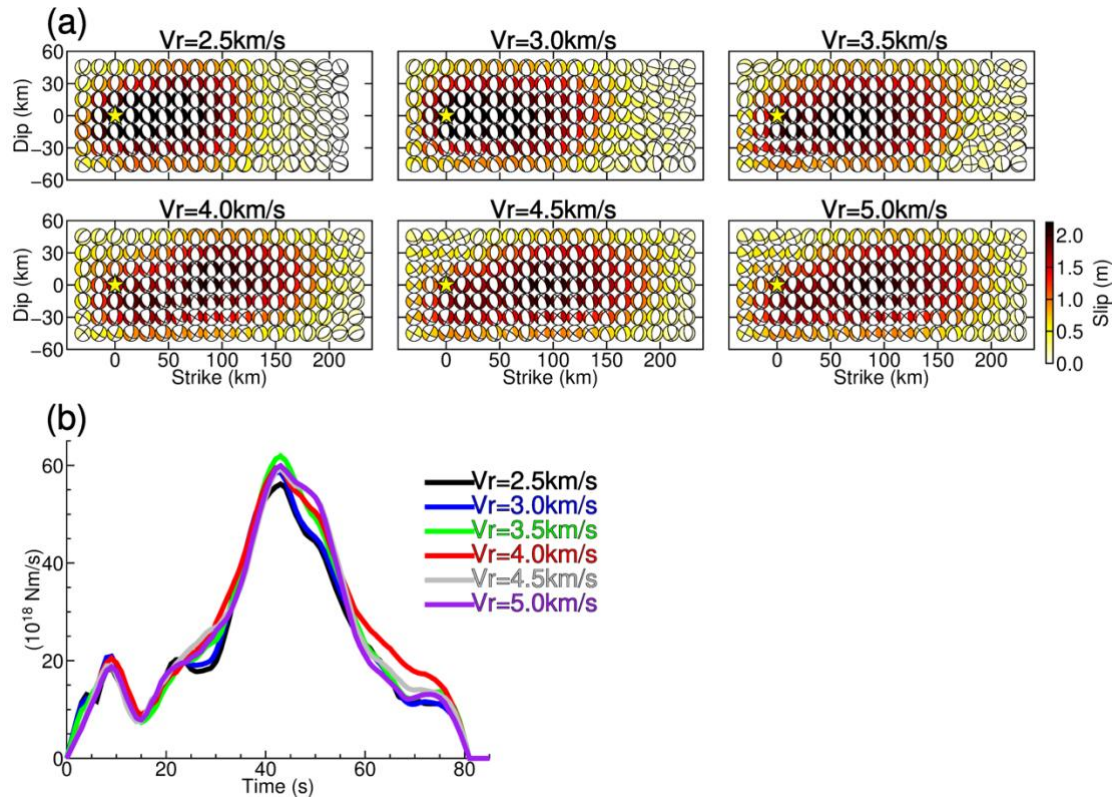 (a)
Vr=2.5km/s Vr=3.0km/s Vr=3.5km/s
60
30
0
−30
−60
Dip (km)
Vr=4.0km/s Vr=4.5km/s Vr=5.0km/s
60
30
0
−30
−60
Dip (km)
0 50 100 150 200 0 50 100 150 200 0 50 100 150 200
Strike (km) Strike (km) Strike (km)
2.0
1.5
1.0
0.5
0.0
Slip (m)
(b)
60
40
20
0
(10¹⁸ Nm/s)
Vr=2.5km/s
Vr=3.0km/s
Vr=3.5km/s
Vr=4.0km/s
Vr=4.5km/s
Vr=5.0km/s
0 20 40 60 80
Time (s)